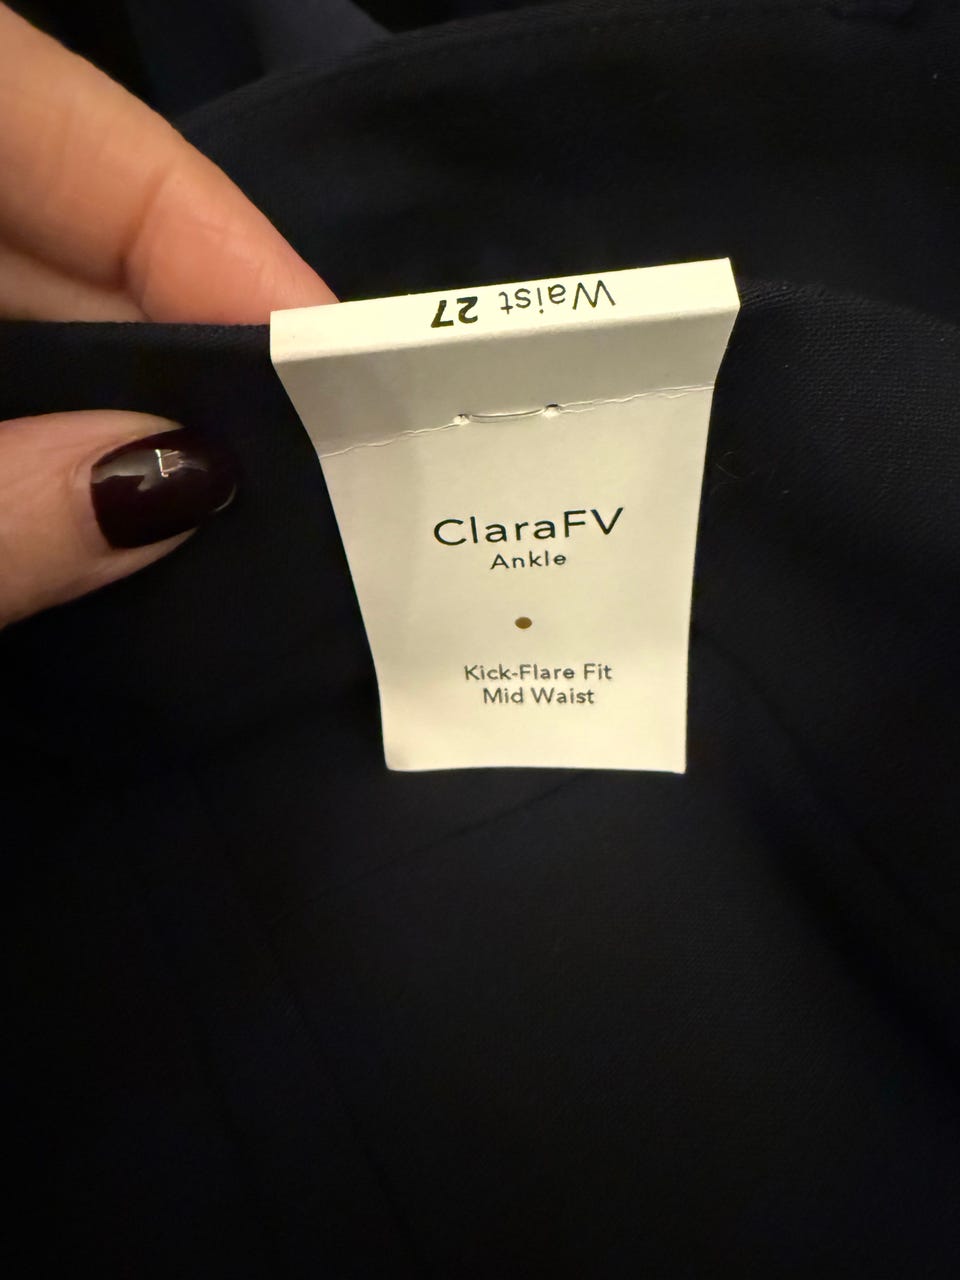 Waist 27
ClaraFV
Ankle
Kick-Flare Fit
Mid Waist